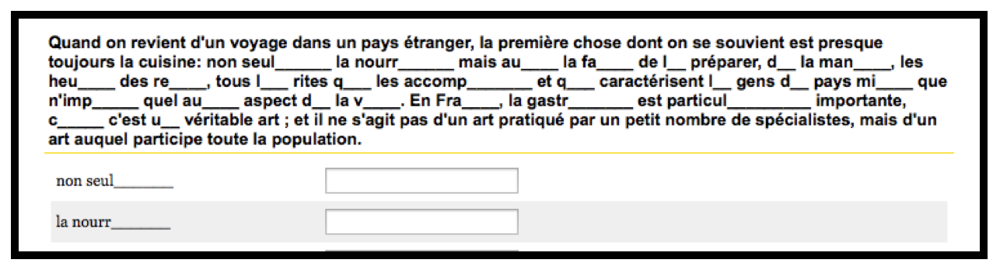 Quand on revient d'un voyage dans un pays étranger, la première chose dont on se souvient est presque
toujours la cuisine: non seul______ la nourr______ mais au____ la fa____ de l__ préparer, d__ la man____, les
heu____ des re____, tous l___ rites q___ les accomp_______ et q___ caractérisent l__ gens d__ pays mi____ que
n'imp_____ quel au____ aspect d__ la v____. En Fra____, la gastr_______ est particul_________ importante,
c_____ c'est u__ véritable art ; et il ne s'agit pas d'un art pratiqué par un petit nombre de spécialistes, mais d'un
art auquel participe toute la population.
non seul________
la nourr________